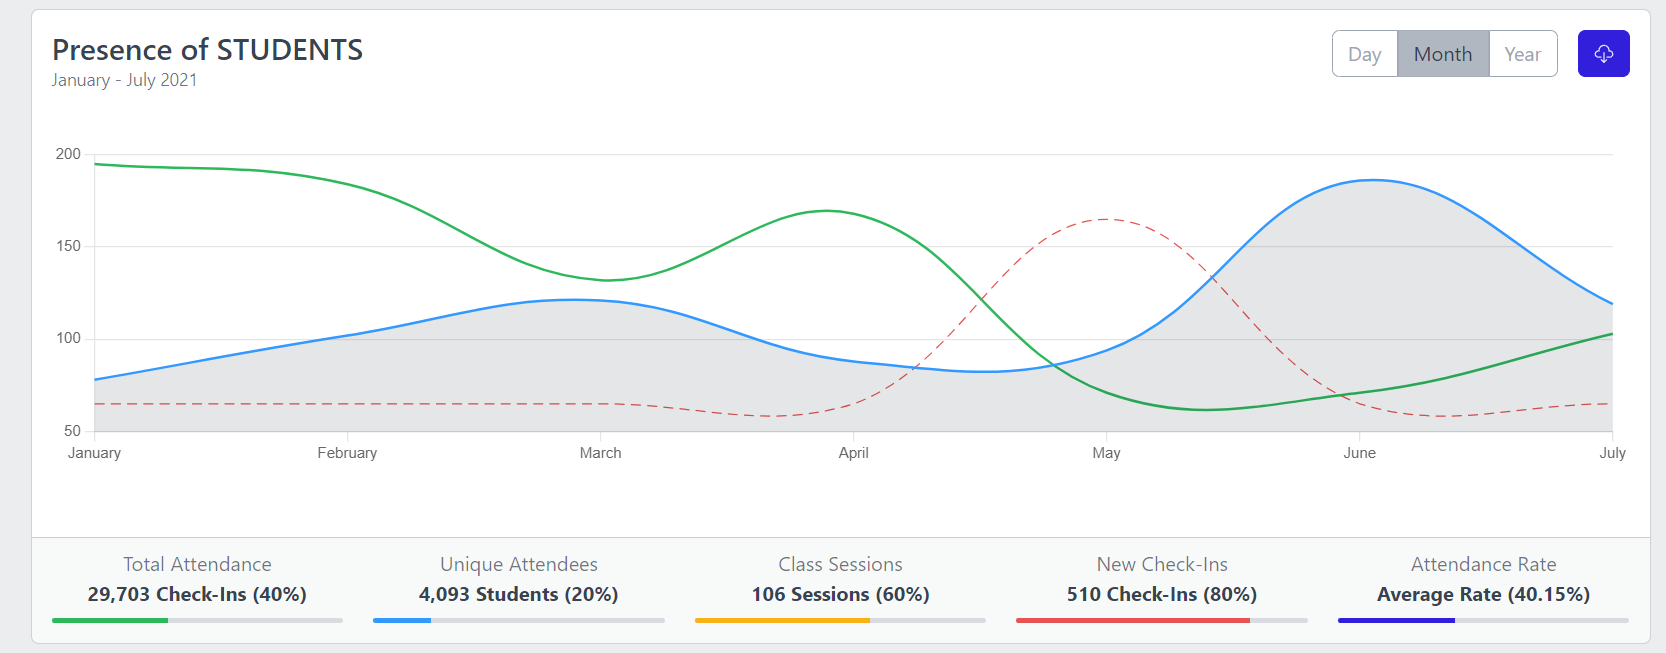 Presence of STUDENTS
January - July 2021
Day Month Year
200
150
100
50
January February March April May June July
Total Attendance
29,703 Check-Ins (40%)
Unique Attendees
4,093 Students (20%)
Class Sessions
106 Sessions (60%)
New Check-Ins
510 Check-Ins (80%)
Attendance Rate
Average Rate (40.15%)